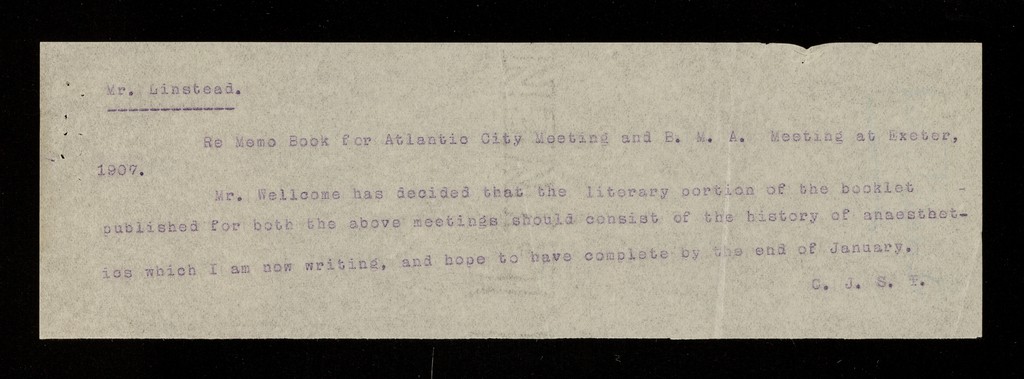 Mr. Linstead.
Re Memo Book for Atlantic City Meeting and B. M. A. Meeting at Exeter,
1907.
Mr. Wellcome has decided that the literary portion of the booklet
published for both the above meetings should consist of the history of anaesthet-
ics which I am now writing, and hope to have complete by the end of January.
C. J. S. T.